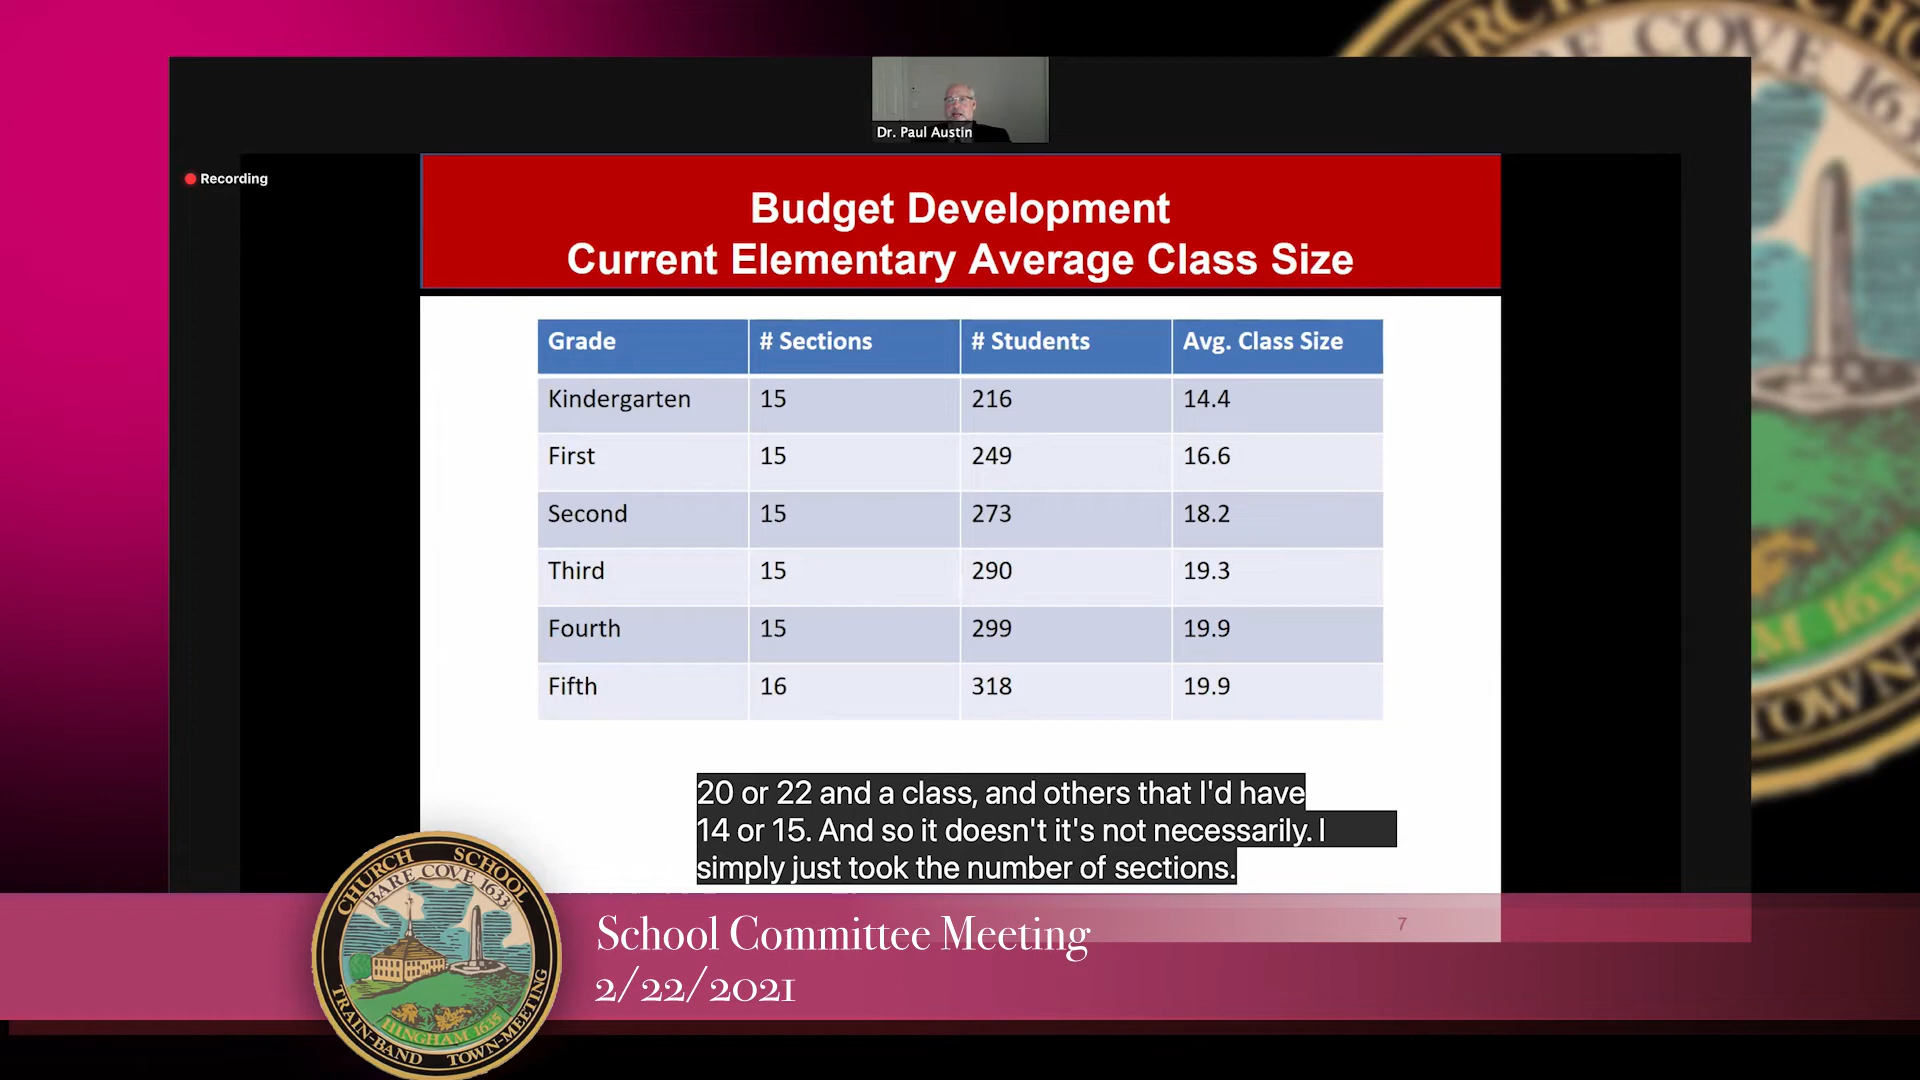 Dr. Paul Austin
Recording
Budget Development
Current Elementary Average Class Size
Grade # Sections # Students Avg. Class Size
Kindergarten 15 216 14.4
First 15 249 16.6
Second 15 273 18.2
Third 15 290 19.3
Fourth 15 299 19.9
Fifth 16 318 19.9
20 or 22 and a class, and others that I'd have
14 or 15. And so it doesn't it's not necessarily. I
simply just took the number of sections.
7
School Committee Meeting
2/22/2021
CHURCH SCHOOL
BARE COVE 1633
HINGHAM 1635
TRAIN-BAND TOWN-MEETING